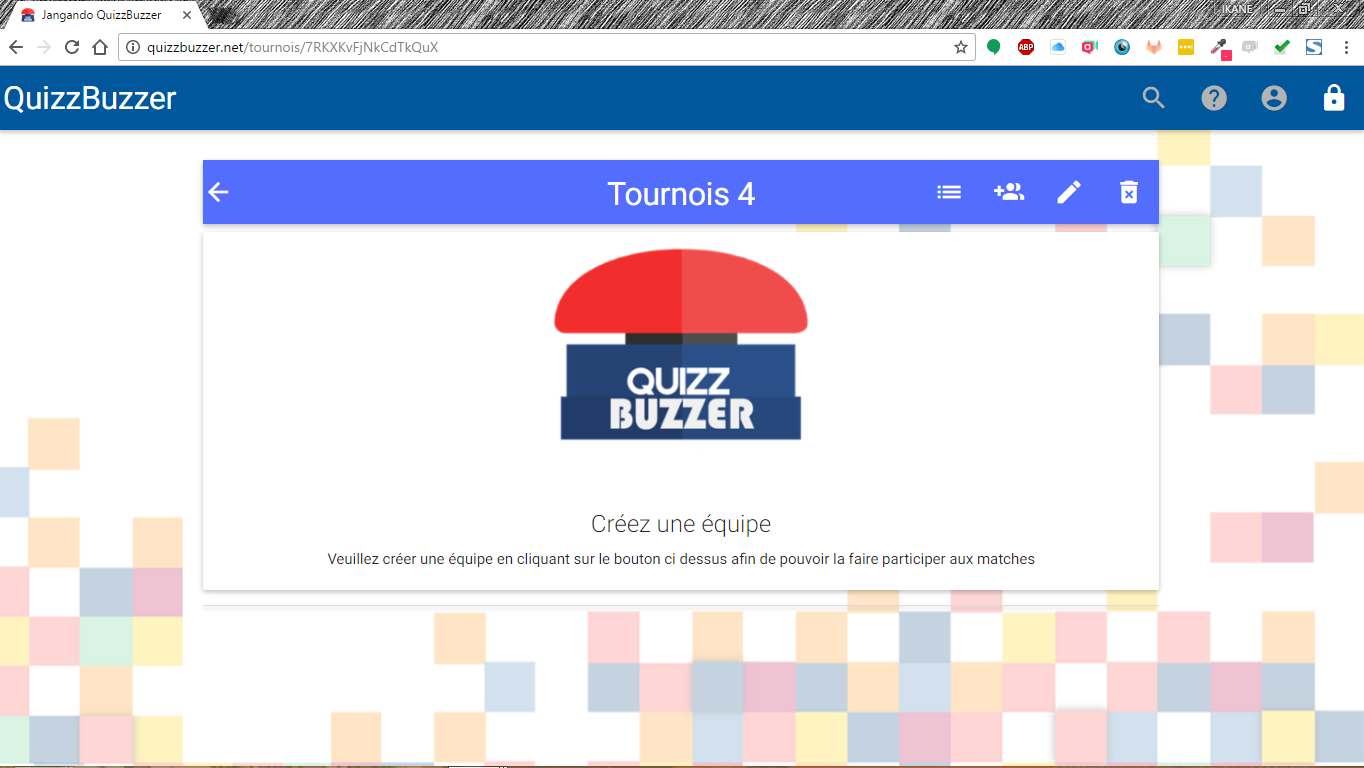 Jangando QuizzBuzzer
IKANE
quizzbuzzer.net/tournois/7RKXKvFjNkCdTkQuX
ABP
QuizzBuzzer
Tournois 4
QUIZZ
BUZZER
Créez une équipe
Veuillez créer une équipe en cliquant sur le bouton ci dessus afin de pouvoir la faire participer aux matches